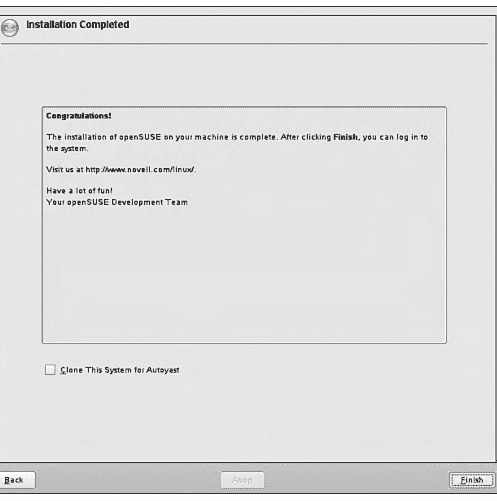 Installation Completed
Congratulations!
The installation of openSUSE on your machine is complete. After clicking Finish, you can log in to
the system.
Visit us at http://www.novell.com/linux/.
Have a lot of fun!
Your openSUSE Development Team
Clone This System for Autoyast
Back
Abort
Finish